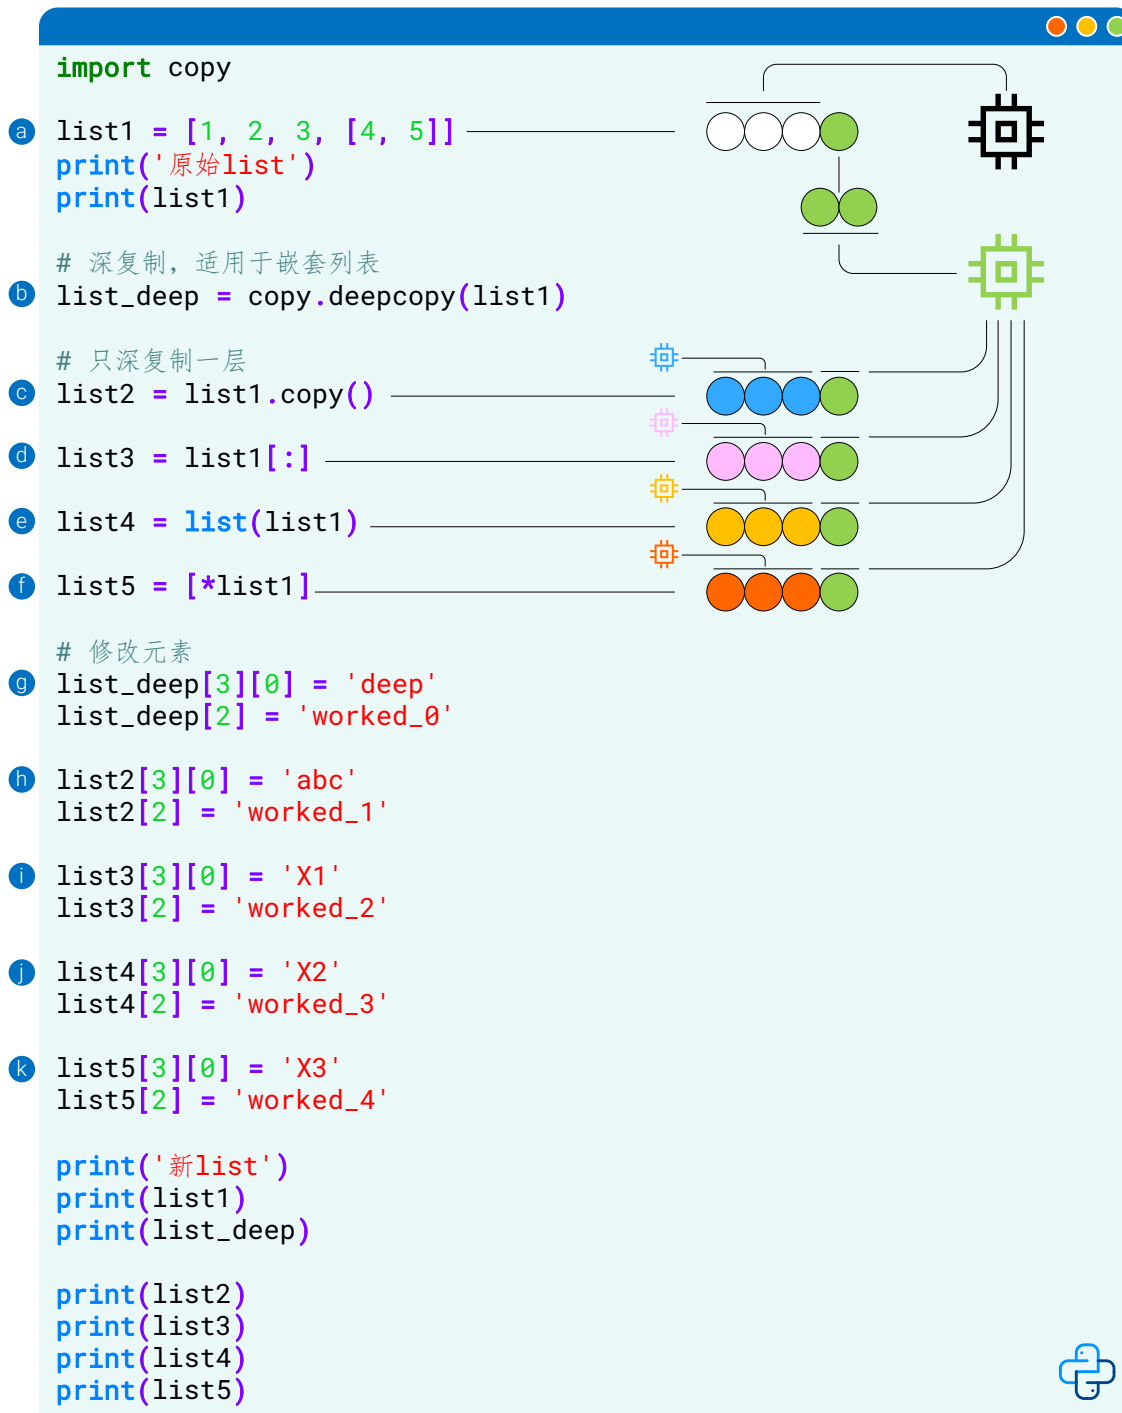 import copy
a list1 = [1, 2, 3, [4, 5]]
print('原始list')
print(list1)
# 深复制，适用于嵌套列表
b list_deep = copy.deepcopy(list1)
# 只深复制一层
c list2 = list1.copy()
d list3 = list1[:]
e list4 = list(list1)
f list5 = [*list1]
# 修改元素
g list_deep[3][0] = 'deep'
list_deep[2] = 'worked_0'
h list2[3][0] = 'abc'
list2[2] = 'worked_1'
i list3[3][0] = 'X1'
list3[2] = 'worked_2'
j list4[3][0] = 'X2'
list4[2] = 'worked_3'
k list5[3][0] = 'X3'
list5[2] = 'worked_4'
print('新list')
print(list1)
print(list_deep)
print(list2)
print(list3)
print(list4)
print(list5)